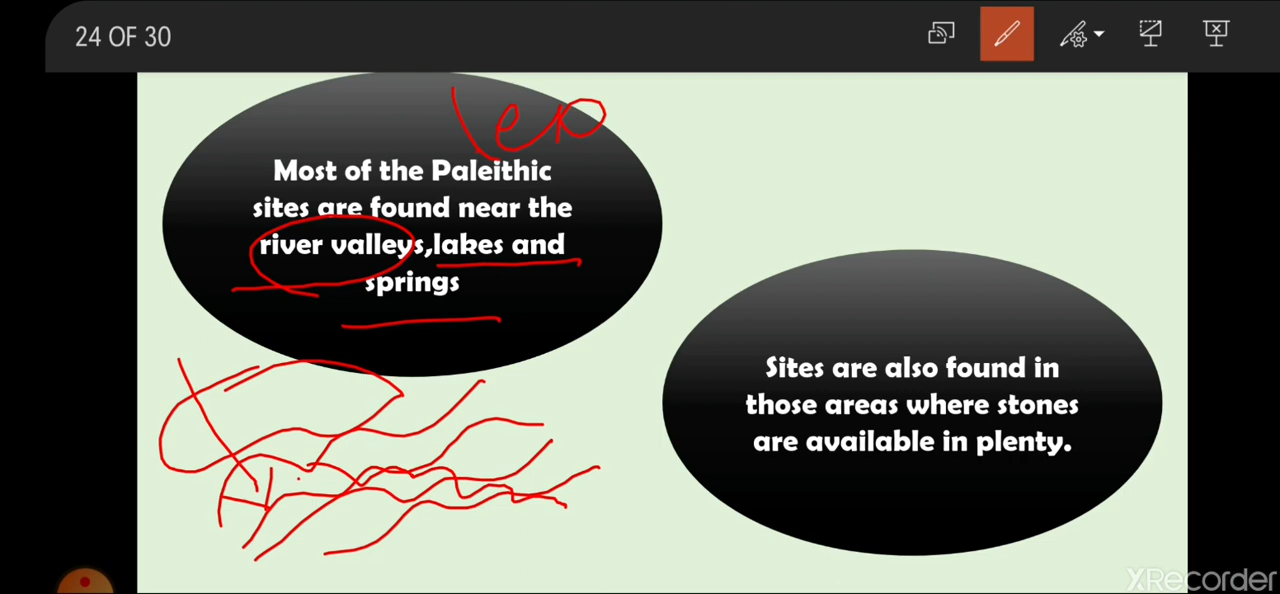 24 OF 30
Most of the Paleithic
sites are found near the
river valleys,lakes and
springs
Sites are also found in
those areas where stones
are available in plenty.
XRecorder